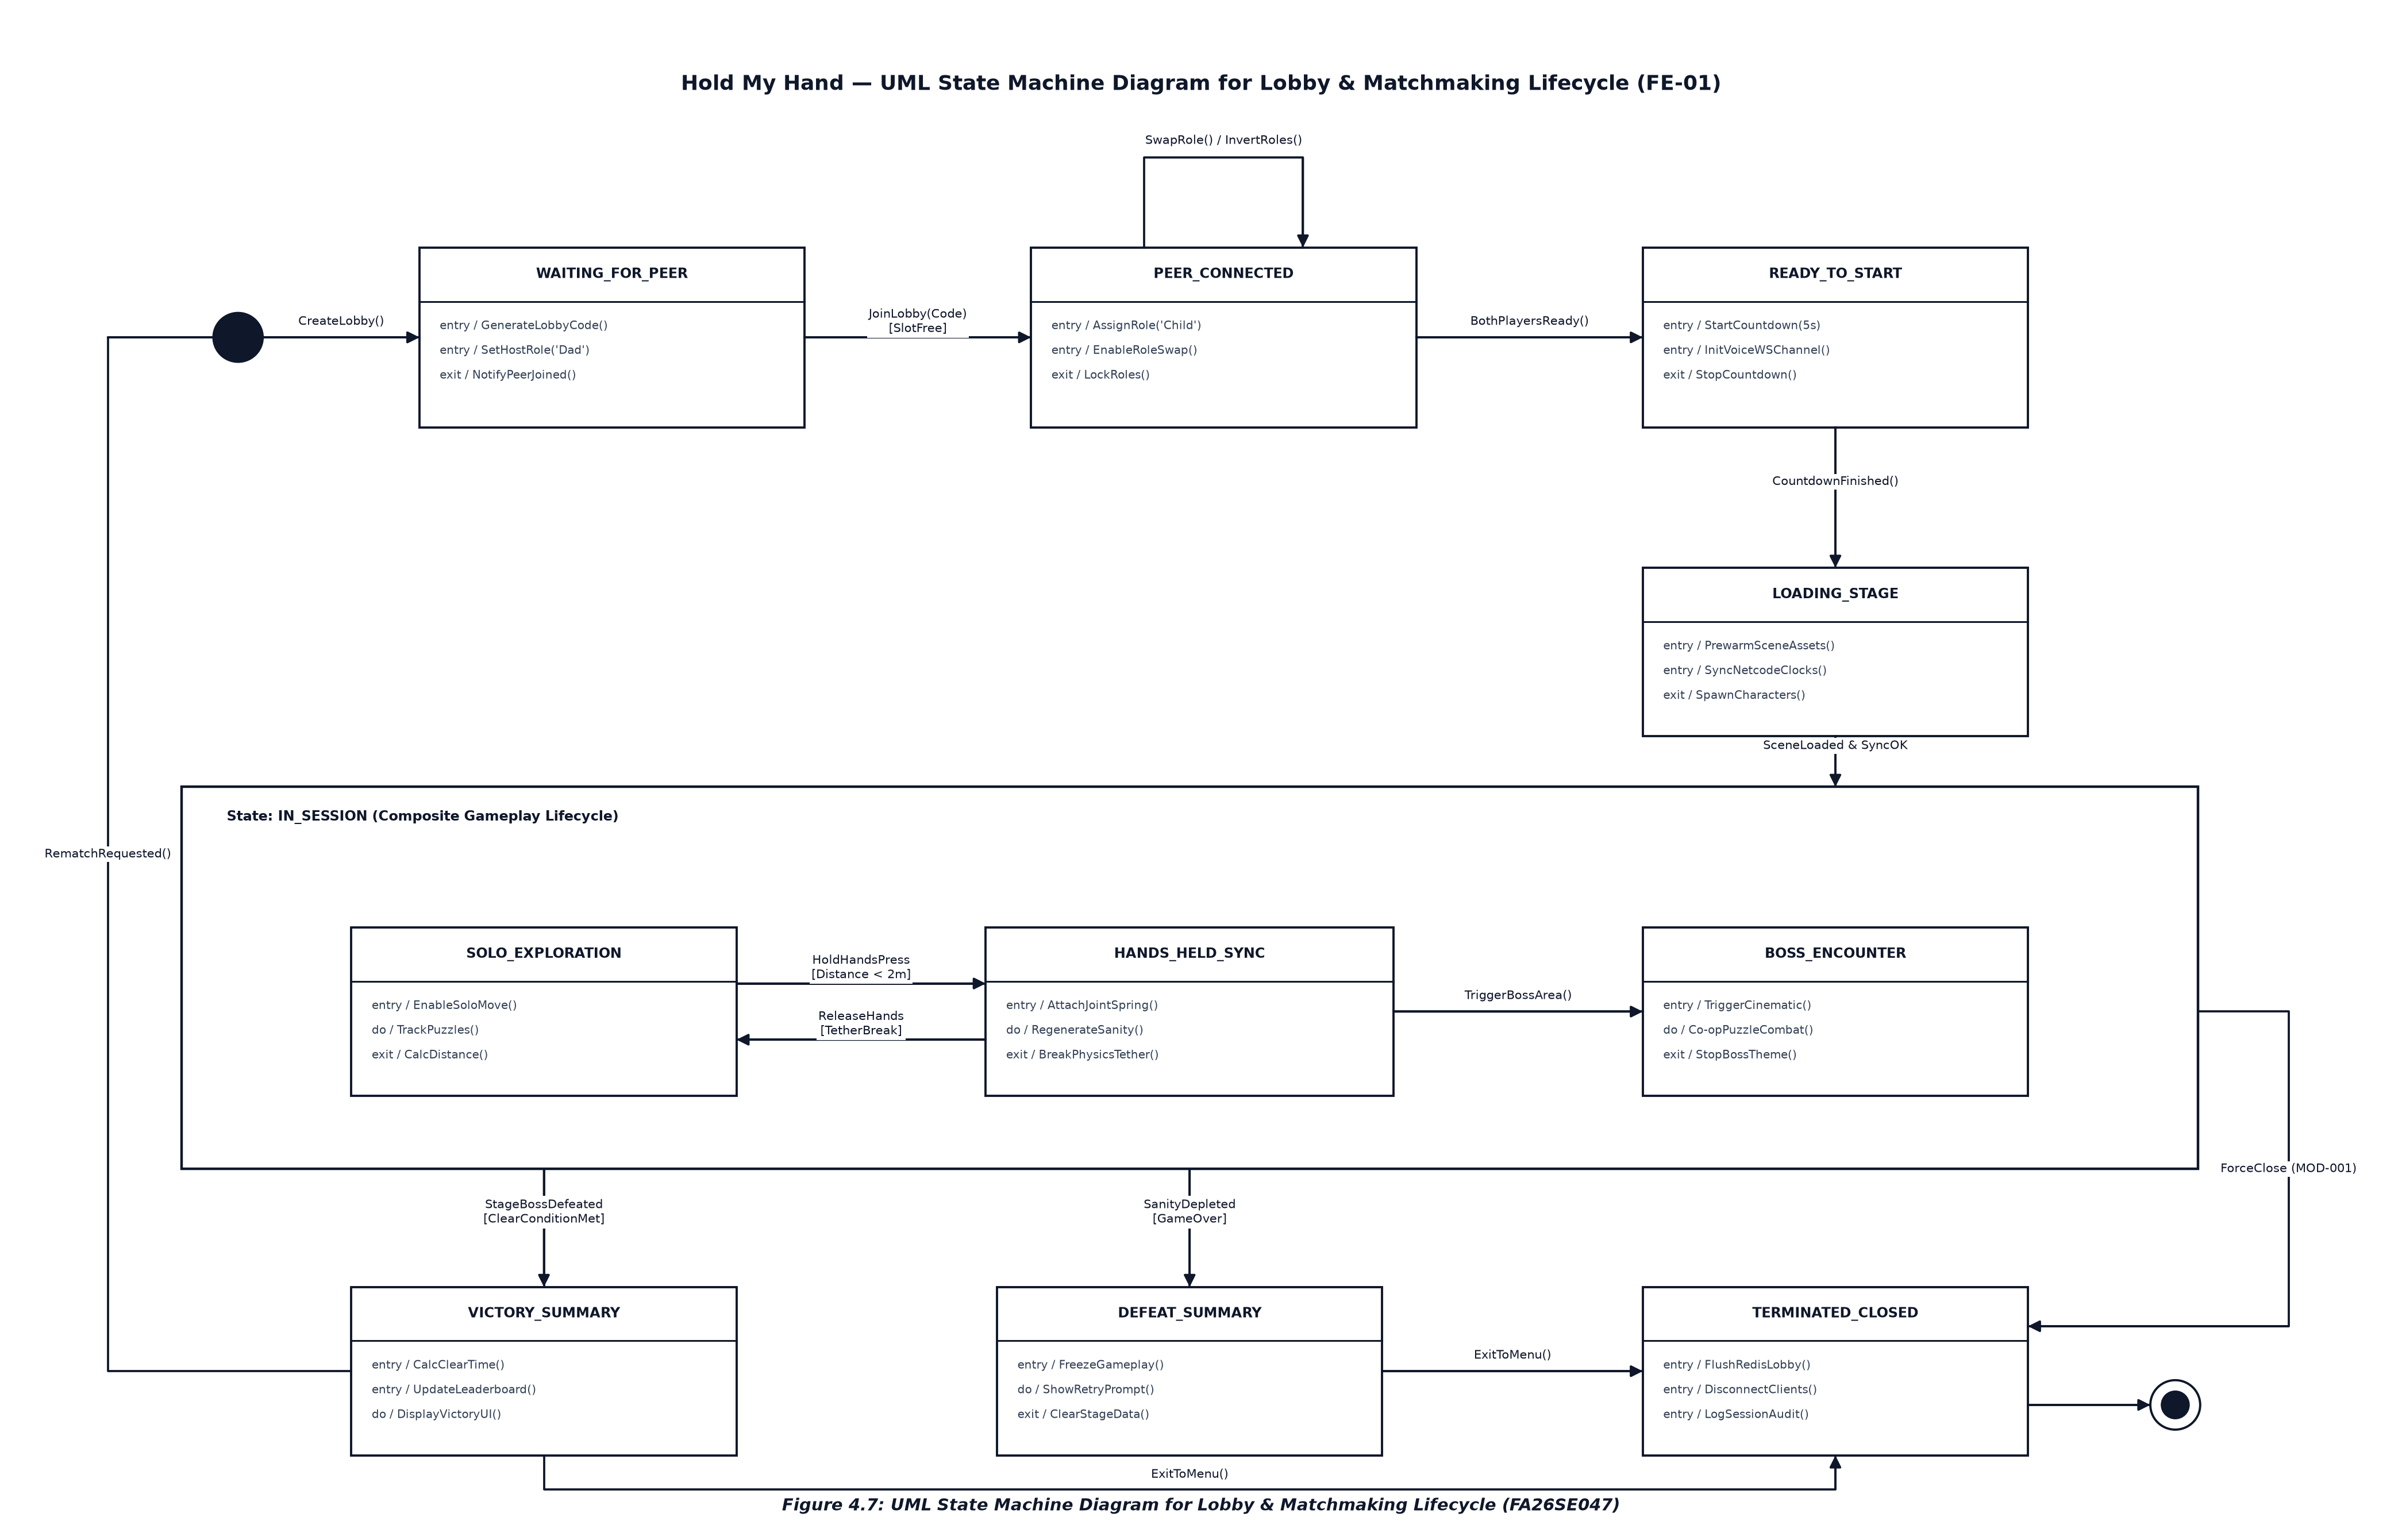 Hold My Hand — UML State Machine Diagram for Lobby & Matchmaking Lifecycle (FE-01)
SwapRole() / InvertRoles()
WAITING_FOR_PEER
entry / GenerateLobbyCode()
entry / SetHostRole('Dad')
exit / NotifyPeerJoined()
PEER_CONNECTED
entry / AssignRole('Child')
entry / EnableRoleSwap()
exit / LockRoles()
READY_TO_START
entry / StartCountdown(5s)
entry / InitVoiceWSChannel()
exit / StopCountdown()
CreateLobby()
JoinLobby(Code)
[SlotFree]
BothPlayersReady()
CountdownFinished()
LOADING_STAGE
entry / PrewarmSceneAssets()
entry / SyncNetcodeClocks()
exit / SpawnCharacters()
SceneLoaded & SyncOK
State: IN_SESSION (Composite Gameplay Lifecycle)
RematchRequested()
SOLO_EXPLORATION
entry / EnableSoloMove()
do / TrackPuzzles()
exit / CalcDistance()
HoldHandsPress
[Distance < 2m]
ReleaseHands
[TetherBreak]
HANDS_HELD_SYNC
entry / AttachJointSpring()
do / RegenerateSanity()
exit / BreakPhysicsTether()
TriggerBossArea()
BOSS_ENCOUNTER
entry / TriggerCinematic()
do / Co-opPuzzleCombat()
exit / StopBossTheme()
ForceClose (MOD-001)
StageBossDefeated
[ClearConditionMet]
SanityDepleted
[GameOver]
VICTORY_SUMMARY
entry / CalcClearTime()
entry / UpdateLeaderboard()
do / DisplayVictoryUI()
DEFEAT_SUMMARY
entry / FreezeGameplay()
do / ShowRetryPrompt()
exit / ClearStageData()
ExitToMenu()
TERMINATED_CLOSED
entry / FlushRedisLobby()
entry / DisconnectClients()
entry / LogSessionAudit()
ExitToMenu()
Figure 4.7: UML State Machine Diagram for Lobby & Matchmaking Lifecycle (FA26SE047)